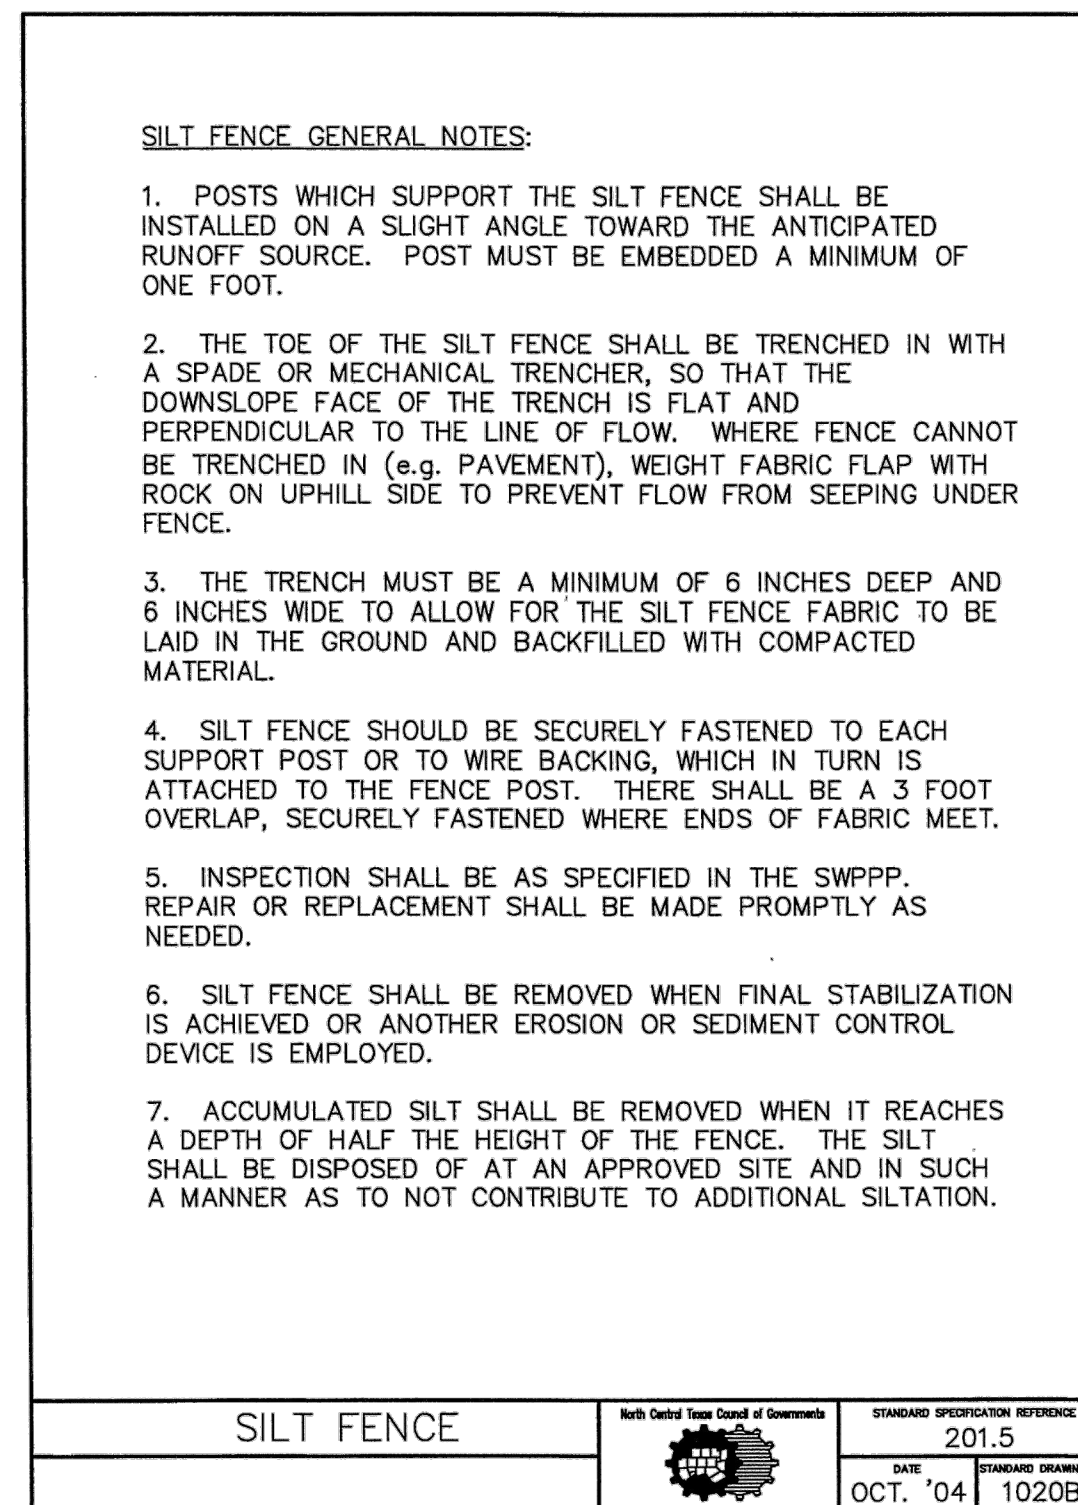 SILT FENCE GENERAL NOTES:
1. POSTS WHICH SUPPORT THE SILT FENCE SHALL BE
INSTALLED ON A SLIGHT ANGLE TOWARD THE ANTICIPATED
RUNOFF SOURCE. POST MUST BE EMBEDDED A MINIMUM OF
ONE FOOT.
2. THE TOE OF THE SILT FENCE SHALL BE TRENCHED IN WITH
A SPADE OR MECHANICAL TRENCHER, SO THAT THE
DOWNSLOPE FACE OF THE TRENCH IS FLAT AND
PERPENDICULAR TO THE LINE OF FLOW. WHERE FENCE CANNOT
BE TRENCHED IN (e.g. PAVEMENT), WEIGHT FABRIC FLAP WITH
ROCK ON UPHILL SIDE TO PREVENT FLOW FROM SEEPING UNDER
FENCE.
3. THE TRENCH MUST BE A MINIMUM OF 6 INCHES DEEP AND
6 INCHES WIDE TO ALLOW FOR THE SILT FENCE FABRIC TO BE
LAID IN THE GROUND AND BACKFILLED WITH COMPACTED
MATERIAL.
4. SILT FENCE SHOULD BE SECURELY FASTENED TO EACH
SUPPORT POST OR TO WIRE BACKING, WHICH IN TURN IS
ATTACHED TO THE FENCE POST. THERE SHALL BE A 3 FOOT
OVERLAP, SECURELY FASTENED WHERE ENDS OF FABRIC MEET.
5. INSPECTION SHALL BE AS SPECIFIED IN THE SWPPP.
REPAIR OR REPLACEMENT SHALL BE MADE PROMPTLY AS
NEEDED.
6. SILT FENCE SHALL BE REMOVED WHEN FINAL STABILIZATION
IS ACHIEVED OR ANOTHER EROSION OR SEDIMENT CONTROL
DEVICE IS EMPLOYED.
7. ACCUMULATED SILT SHALL BE REMOVED WHEN IT REACHES
A DEPTH OF HALF THE HEIGHT OF THE FENCE. THE SILT
SHALL BE DISPOSED OF AT AN APPROVED SITE AND IN SUCH
A MANNER AS TO NOT CONTRIBUTE TO ADDITIONAL SILTATION.
SILT FENCE
North Central Texas Council of Governments
STANDARD SPECIFICATION REFERENCE
201.5
DATE
OCT. '04
STANDARD DRAWN
1020B